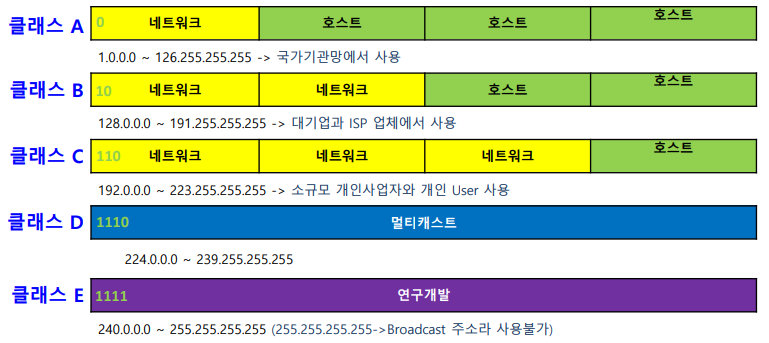 클래스 A 0 네트워크 호스트 호스트 호스트
1.0.0.0 ~ 126.255.255.255 -> 국가기관망에서 사용
클래스 B 10 네트워크 네트워크 호스트 호스트
128.0.0.0 ~ 191.255.255.255 -> 대기업과 ISP 업체에서 사용
클래스 C 110 네트워크 네트워크 네트워크 호스트
192.0.0.0 ~ 223.255.255.255 -> 소규모 개인사업자와 개인 User 사용
클래스 D 1110 멀티캐스트
224.0.0.0 ~ 239.255.255.255
클래스 E 1111 연구개발
240.0.0.0 ~ 255.255.255.255 (255.255.255.255->Broadcast 주소라 사용불가)